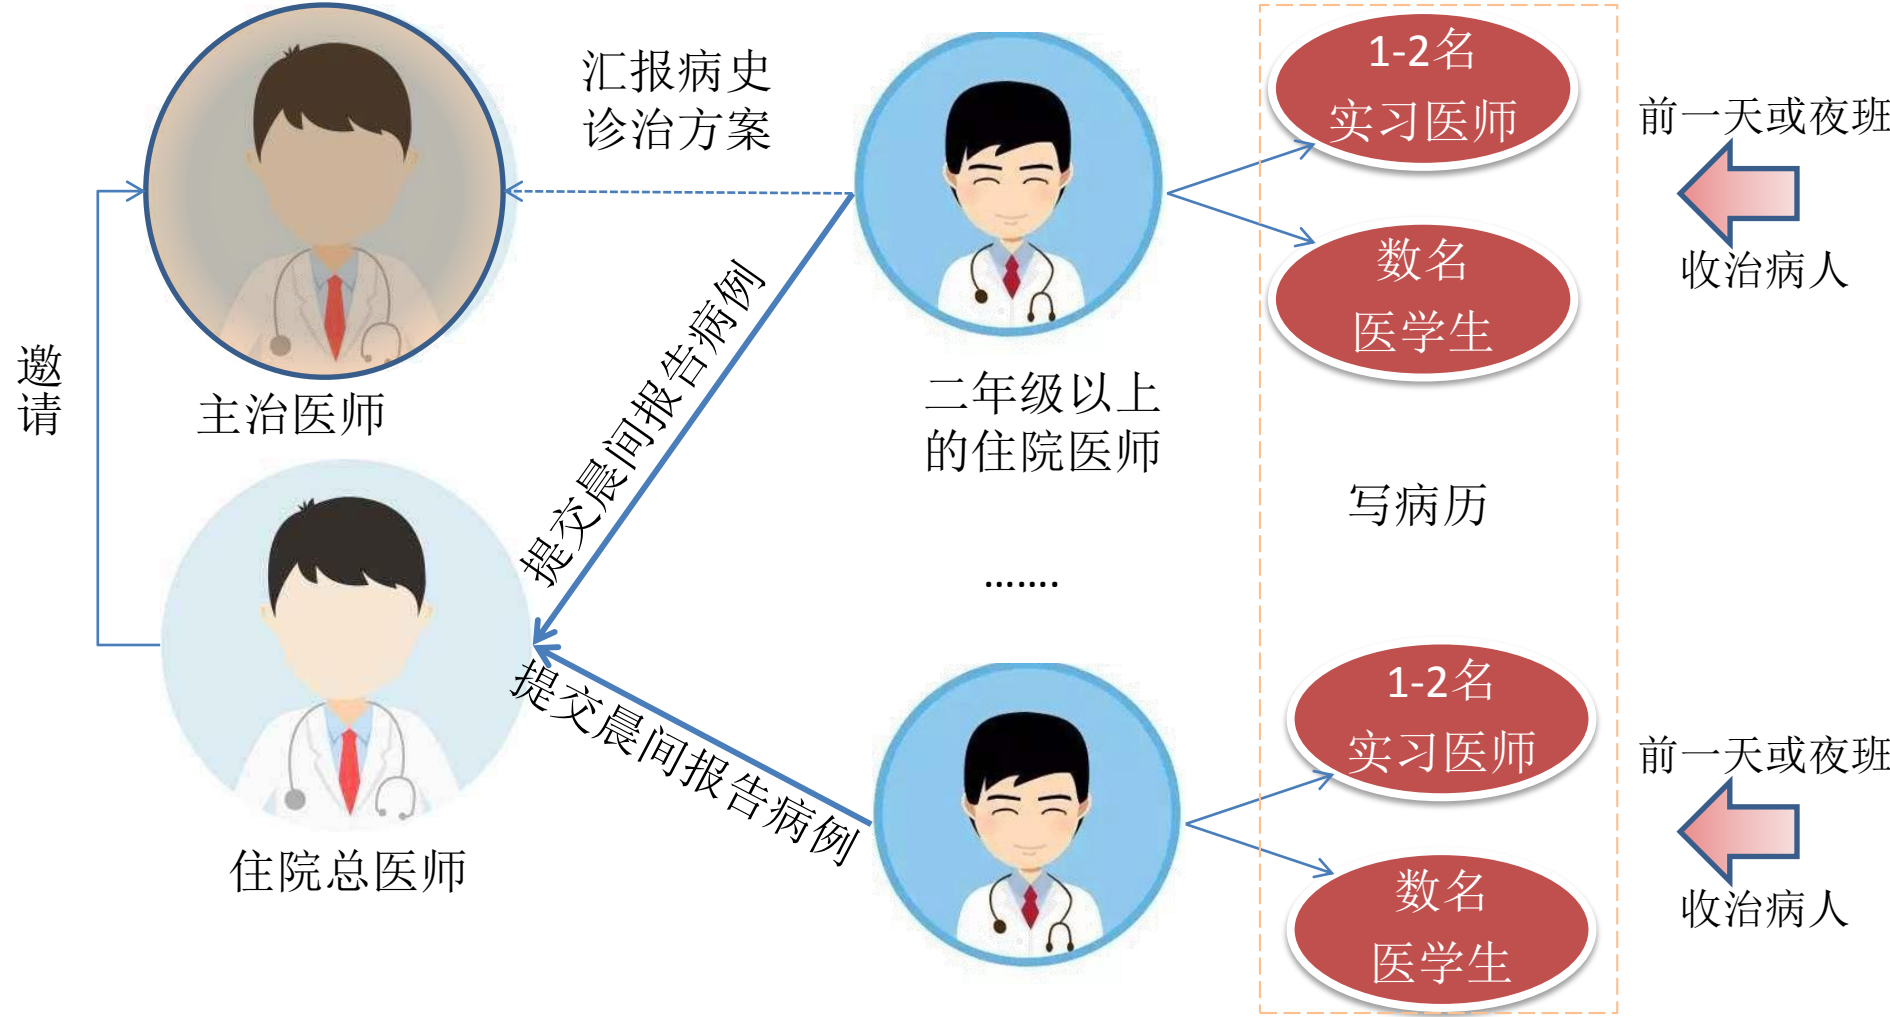 汇报病史
诊治方案
1-2名
实习医师
前一天或夜班
收治病人
数名
医学生
邀
请
主治医师
提交晨间报告病例
二年级以上
的住院医师
写病历
.......
住院总医师
提交晨间报告病例
1-2名
实习医师
前一天或夜班
收治病人
数名
医学生